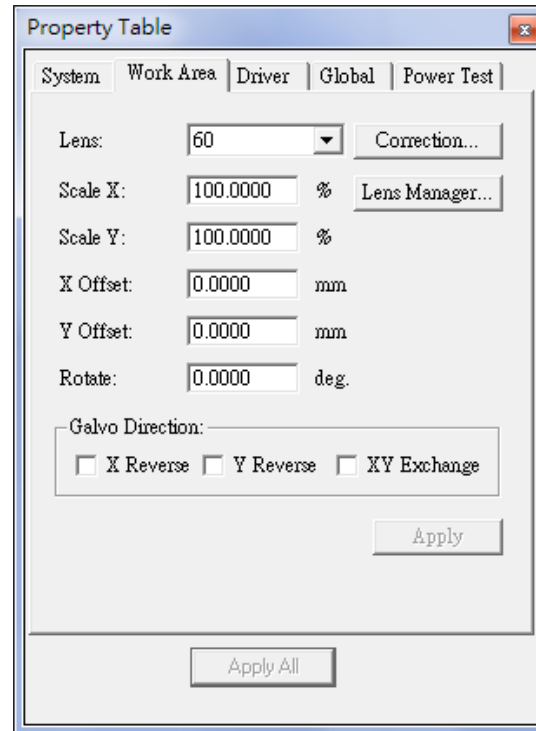 Property Table
System Work Area Driver Global Power Test
Lens: 60 Correction...
Scale X: 100.0000 % Lens Manager...
Scale Y: 100.0000 %
X Offset: 0.0000 mm
Y Offset: 0.0000 mm
Rotate: 0.0000 deg.
Galvo Direction:
X Reverse Y Reverse XY Exchange
Apply
Apply All